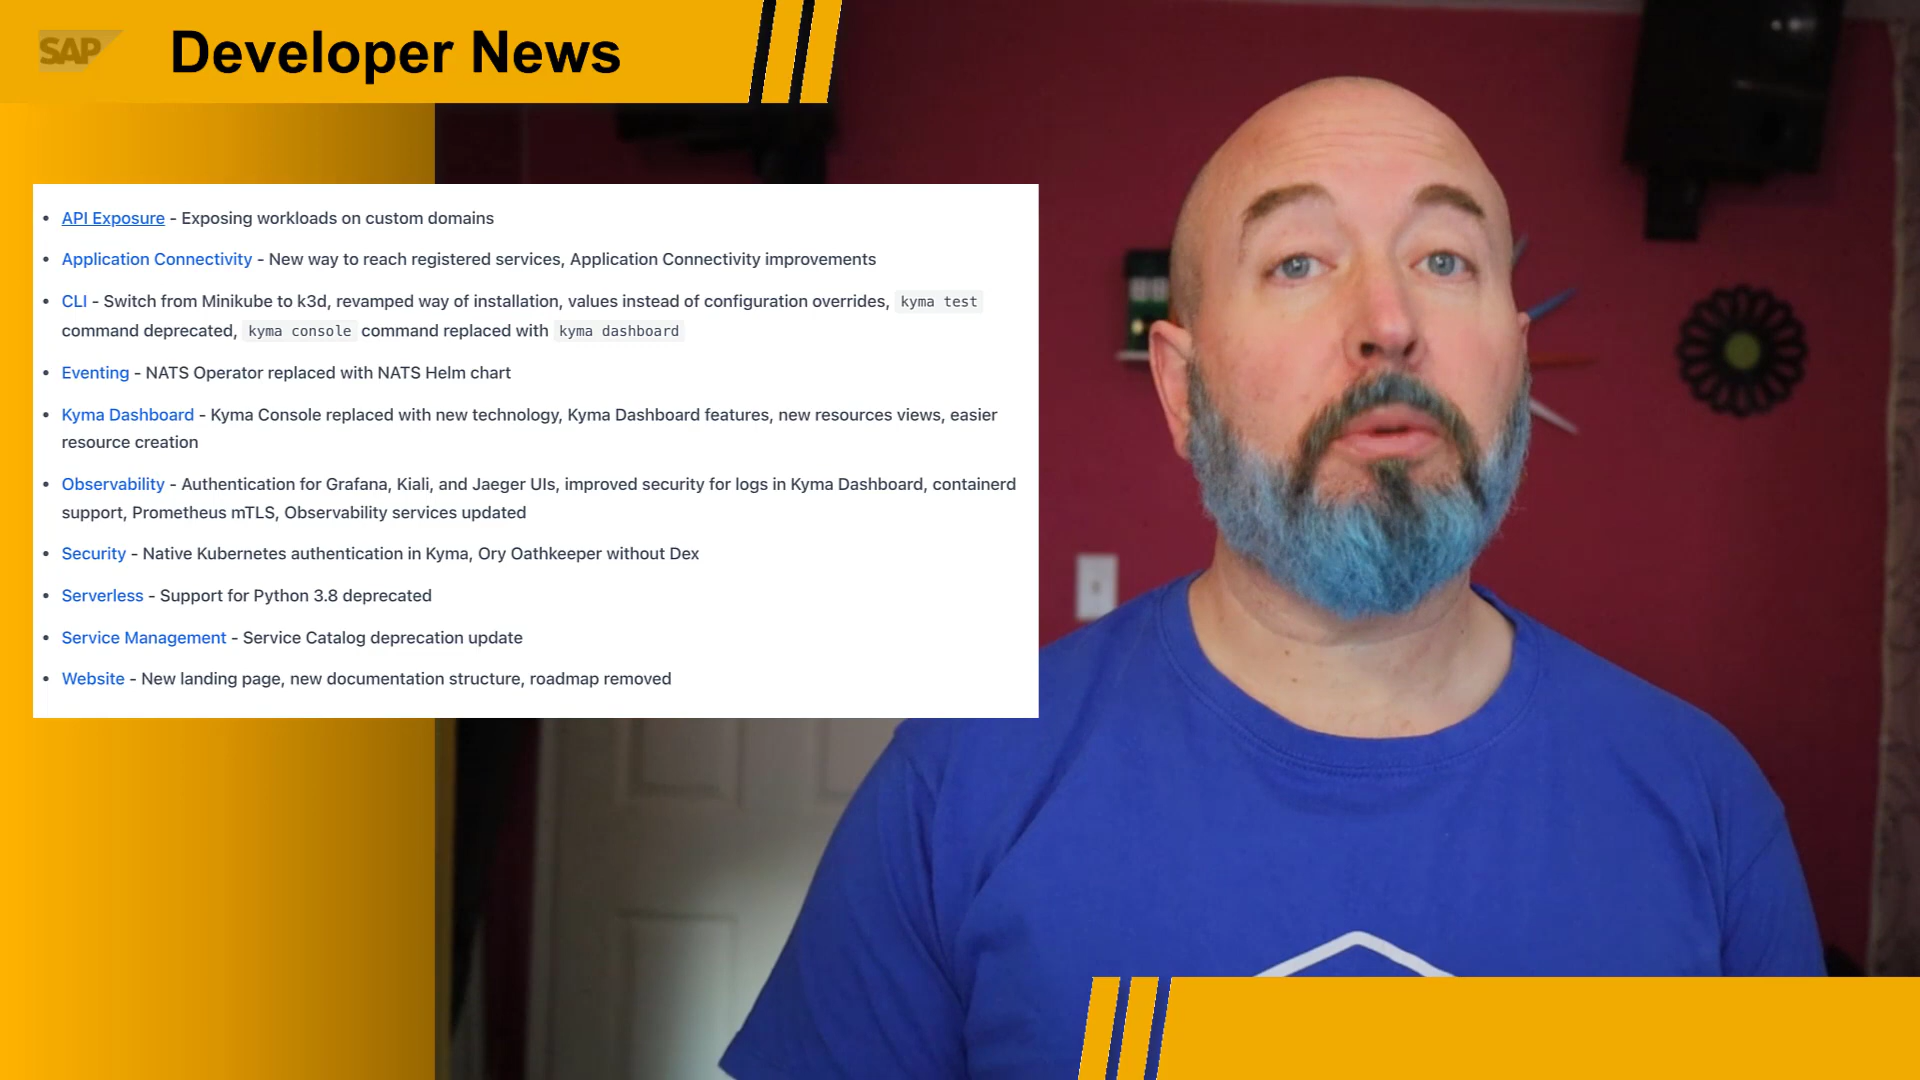 SAP
Developer News
• API Exposure - Exposing workloads on custom domains
• Application Connectivity - New way to reach registered services, Application Connectivity improvements
• CLI - Switch from Minikube to k3d, revamped way of installation, values instead of configuration overrides, kyma test
command deprecated, kyma console command replaced with kyma dashboard
• Eventing - NATS Operator replaced with NATS Helm chart
• Kyma Dashboard - Kyma Console replaced with new technology, Kyma Dashboard features, new resources views, easier
resource creation
• Observability - Authentication for Grafana, Kiali, and Jaeger UIs, improved security for logs in Kyma Dashboard, containerd
support, Prometheus mTLS, Observability services updated
• Security - Native Kubernetes authentication in Kyma, Ory Oathkeeper without Dex
• Serverless - Support for Python 3.8 deprecated
• Service Management - Service Catalog deprecation update
• Website - New landing page, new documentation structure, roadmap removed